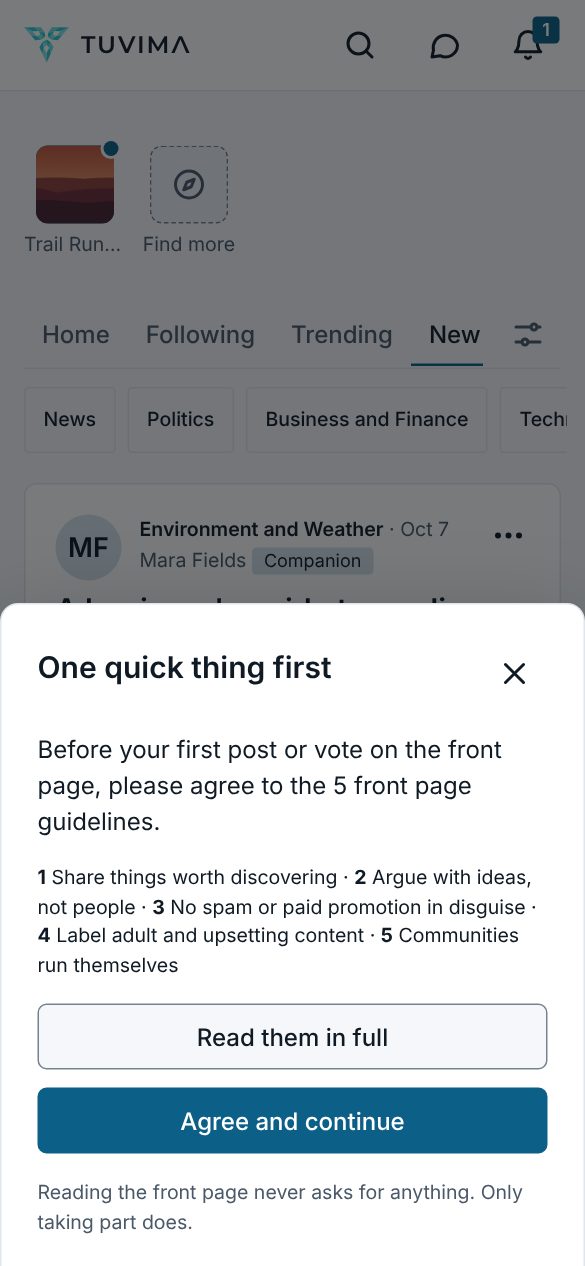 TUVIMA
1
Trail Run...
Find more
Home Following Trending New
News Politics Business and Finance Techn
MF
Environment and Weather · Oct 7
Mara Fields Companion
One quick thing first
Before your first post or vote on the front
page, please agree to the 5 front page
guidelines.
1 Share things worth discovering · 2 Argue with ideas,
not people · 3 No spam or paid promotion in disguise ·
4 Label adult and upsetting content · 5 Communities
run themselves
Read them in full
Agree and continue
Reading the front page never asks for anything. Only
taking part does.